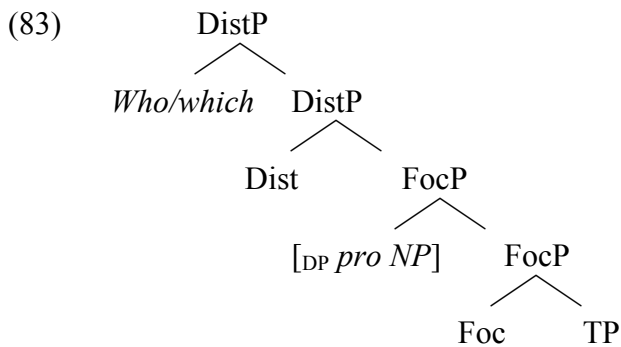 (83) DistP
Who/which DistP
Dist FocP
[DP pro NP] FocP
Foc TP